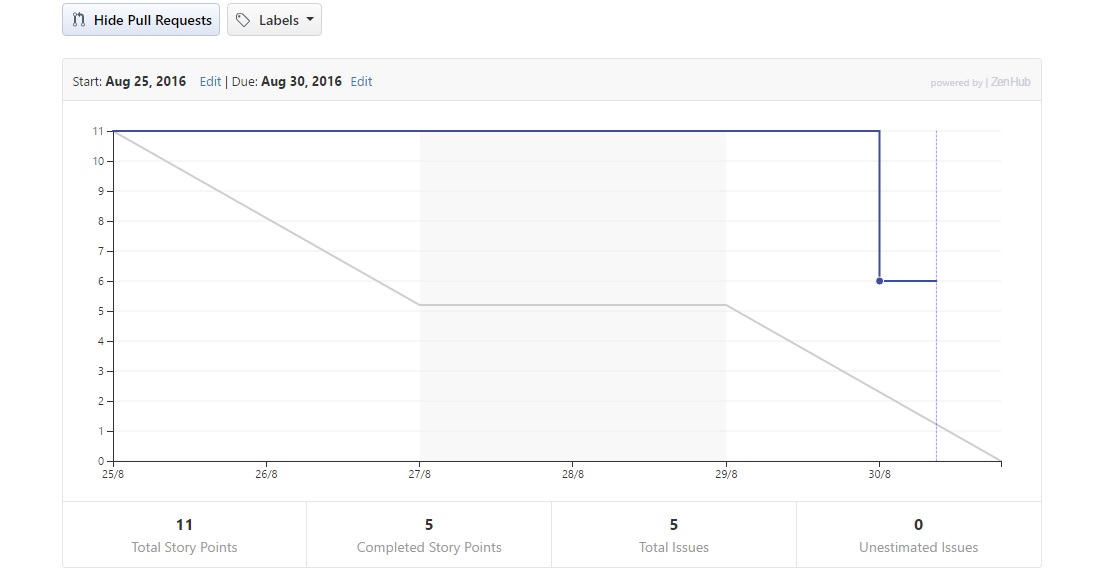 Hide Pull Requests Labels
Start: Aug 25, 2016 Edit | Due: Aug 30, 2016 Edit powered by | ZenHub
11
10
9
8
7
6
5
4
3
2
1
0
25/8 26/8 27/8 28/8 29/8 30/8
11 5 5 0
Total Story Points Completed Story Points Total Issues Unestimated Issues